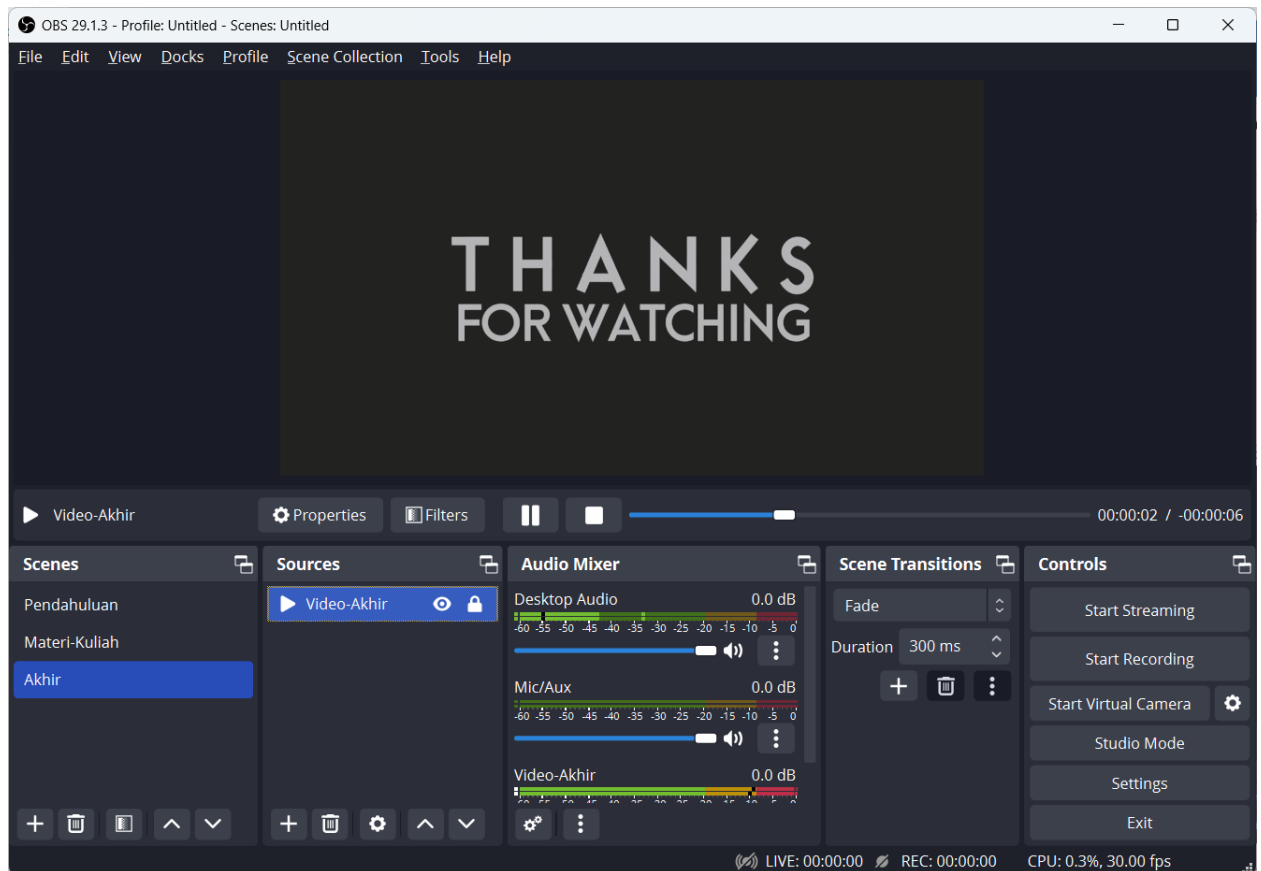 OBS 29.1.3 - Profile: Untitled - Scenes: Untitled
File Edit View Docks Profile Scene Collection Tools Help
THANKS
FOR WATCHING
Video-Akhir Properties Filters 00:00:02 / -00:00:06
Scenes
Pendahuluan
Materi-Kuliah
Akhir
Sources
Video-Akhir
Audio Mixer
Desktop Audio 0.0 dB
-60 -55 -50 -45 -40 -35 -30 -25 -20 -15 -10 -5 0
Mic/Aux 0.0 dB
-60 -55 -50 -45 -40 -35 -30 -25 -20 -15 -10 -5 0
Video-Akhir 0.0 dB
Scene Transitions
Fade
Duration 300 ms
Controls
Start Streaming
Start Recording
Start Virtual Camera
Studio Mode
Settings
Exit
LIVE: 00:00:00 REC: 00:00:00 CPU: 0.3%, 30.00 fps